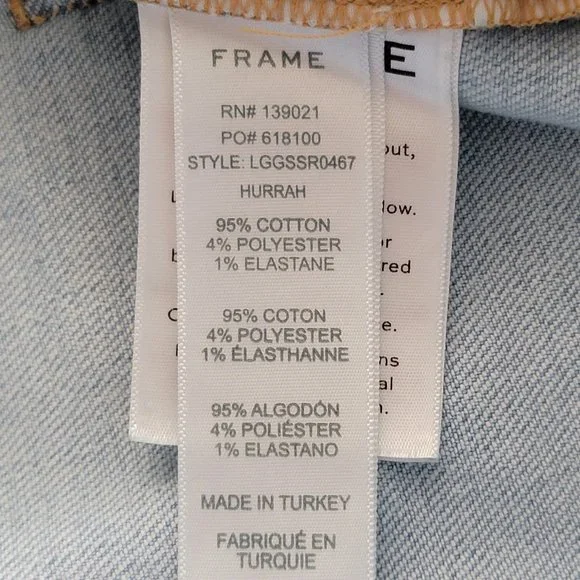 FRAME
RN# 139021
PO# 618100
STYLE: LGGSSR0467
HURRAH
95% COTTON
4% POLYESTER
1% ELASTANE
95% COTON
4% POLYESTER
1% ÉLASTHANNE
95% ALGODÓN
4% POLIÉSTER
1% ELASTANO
MADE IN TURKEY
FABRIQUÉ EN
TURQUIE
E